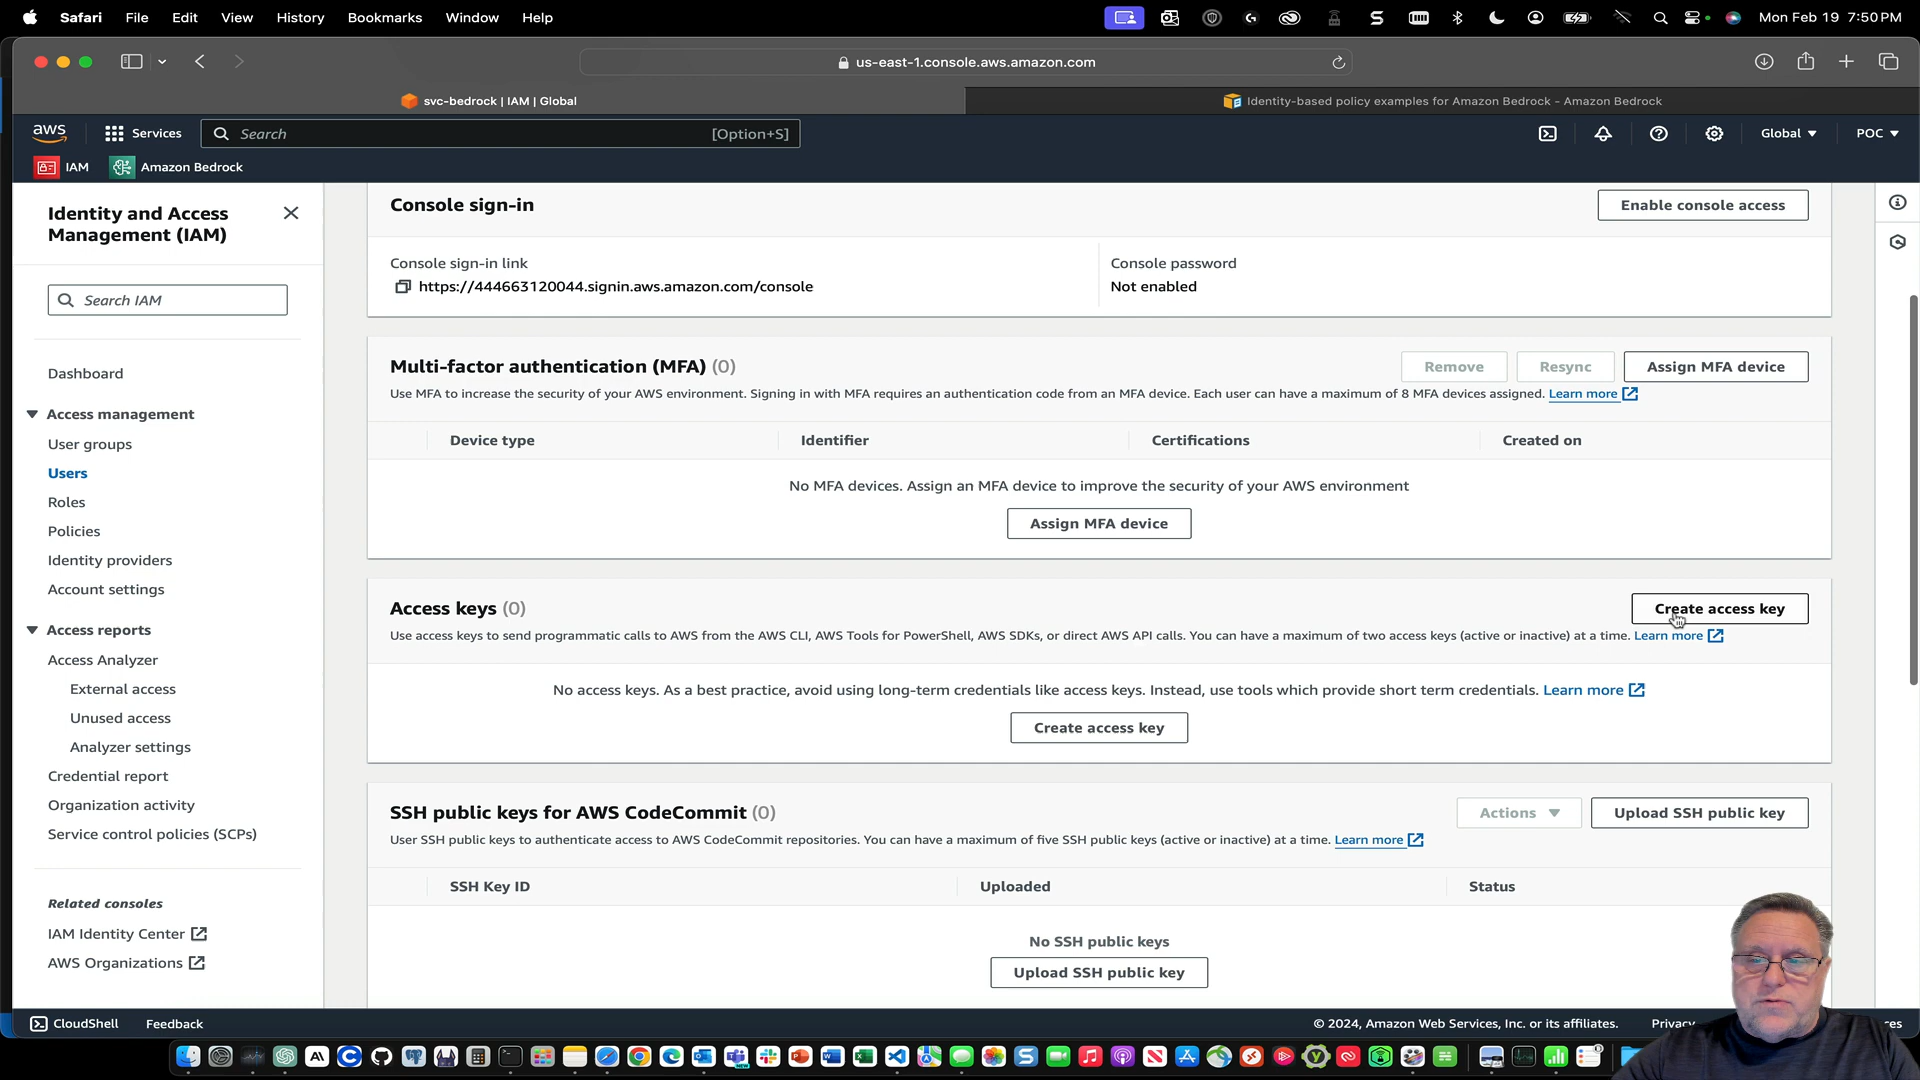 Safari File Edit View History Bookmarks Window Help Mon Feb 19 7:50 PM
us-east-1.console.aws.amazon.com
svc-bedrock | IAM | Global
Identity-based policy examples for Amazon Bedrock - Amazon Bedrock
aws Services Search [Option+S] Global POC
IAM Amazon Bedrock
Identity and Access
Management (IAM)
Search IAM
Dashboard
Access management
User groups
Users
Roles
Policies
Identity providers
Account settings
Access reports
Access Analyzer
External access
Unused access
Analyzer settings
Credential report
Organization activity
Service control policies (SCPs)
Related consoles
IAM Identity Center
AWS Organizations
Console sign-in
Enable console access
Console sign-in link
https://444663120044.signin.aws.amazon.com/console
Console password
Not enabled
Multi-factor authentication (MFA) (0)
Remove Resync Assign MFA device
Use MFA to increase the security of your AWS environment. Signing in with MFA requires an authentication code from an MFA device. Each user can have a maximum of 8 MFA devices assigned. Learn more
Device type Identifier Certifications Created on
No MFA devices. Assign an MFA device to improve the security of your AWS environment
Assign MFA device
Access keys (0)
Create access key
Use access keys to send programmatic calls to AWS from the AWS CLI, AWS Tools for PowerShell, AWS SDKs, or direct AWS API calls. You can have a maximum of two access keys (active or inactive) at a time. Learn more
No access keys. As a best practice, avoid using long-term credentials like access keys. Instead, use tools which provide short term credentials. Learn more
Create access key
SSH public keys for AWS CodeCommit (0)
Actions Upload SSH public key
User SSH public keys to authenticate access to AWS CodeCommit repositories. You can have a maximum of five SSH public keys (active or inactive) at a time. Learn more
SSH Key ID Uploaded Status
No SSH public keys
Upload SSH public key
CloudShell Feedback © 2024, Amazon Web Services, Inc. or its affiliates. Privacy